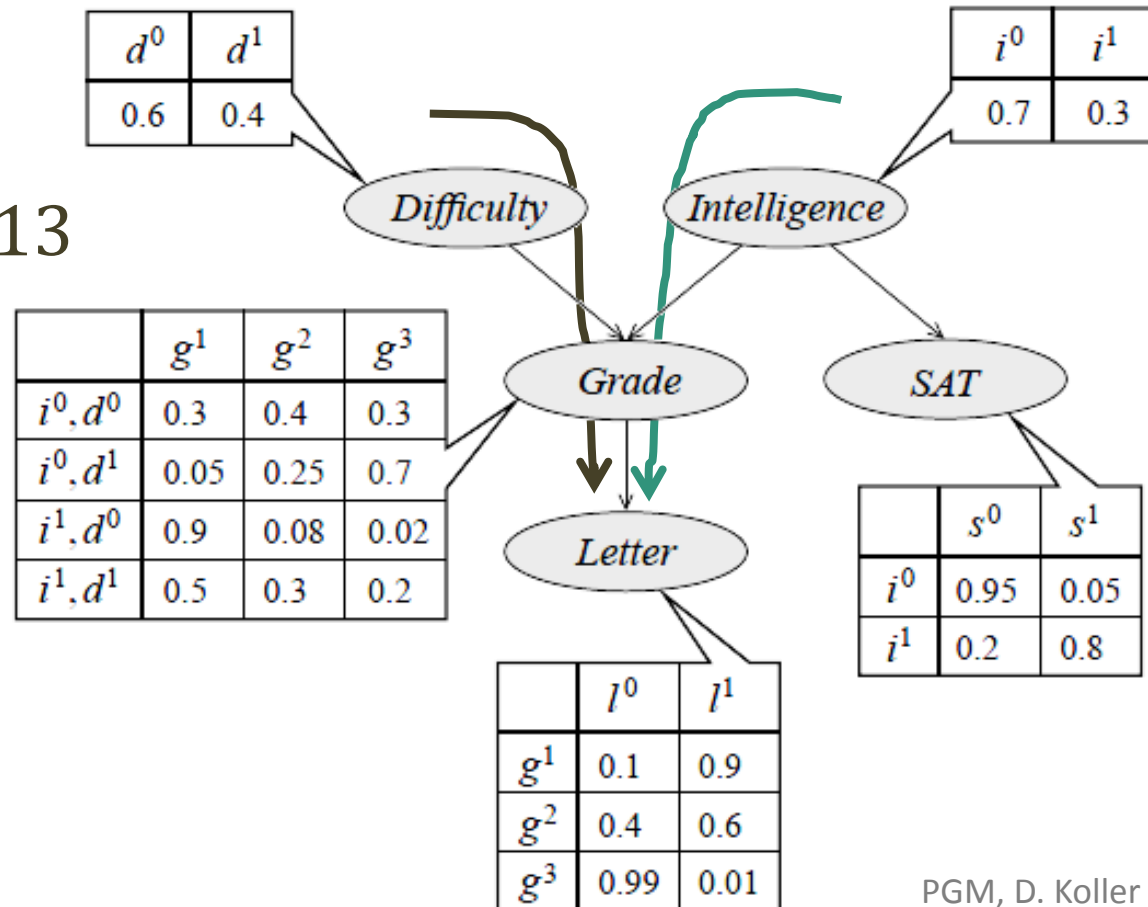 d⁰ d¹
0.6 0.4
i⁰ i¹
0.7 0.3
Difficulty
Intelligence
13
g¹ g² g³
i⁰, d⁰ 0.3 0.4 0.3
i⁰, d¹ 0.05 0.25 0.7
i¹, d⁰ 0.9 0.08 0.02
i¹, d¹ 0.5 0.3 0.2
Grade
SAT
Letter
s⁰ s¹
i⁰ 0.95 0.05
i¹ 0.2 0.8
l⁰ l¹
g¹ 0.1 0.9
g² 0.4 0.6
g³ 0.99 0.01
PGM, D. Koller